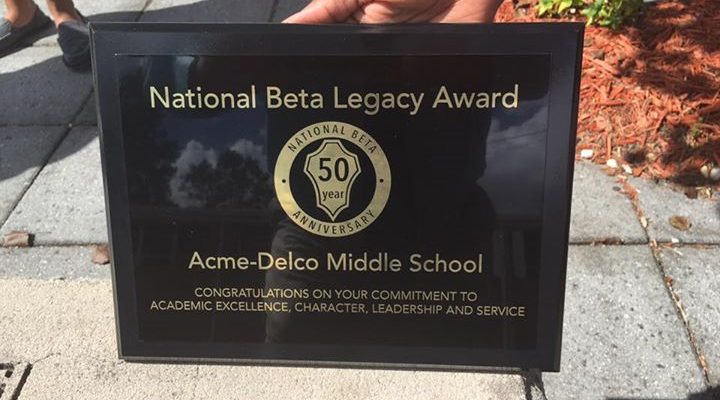 National Beta Legacy Award
NATIONAL BETA
50
year
ANNIVERSARY
Acme-Delco Middle School
CONGRATULATIONS ON YOUR COMMITMENT TO
ACADEMIC EXCELLENCE, CHARACTER, LEADERSHIP AND SERVICE